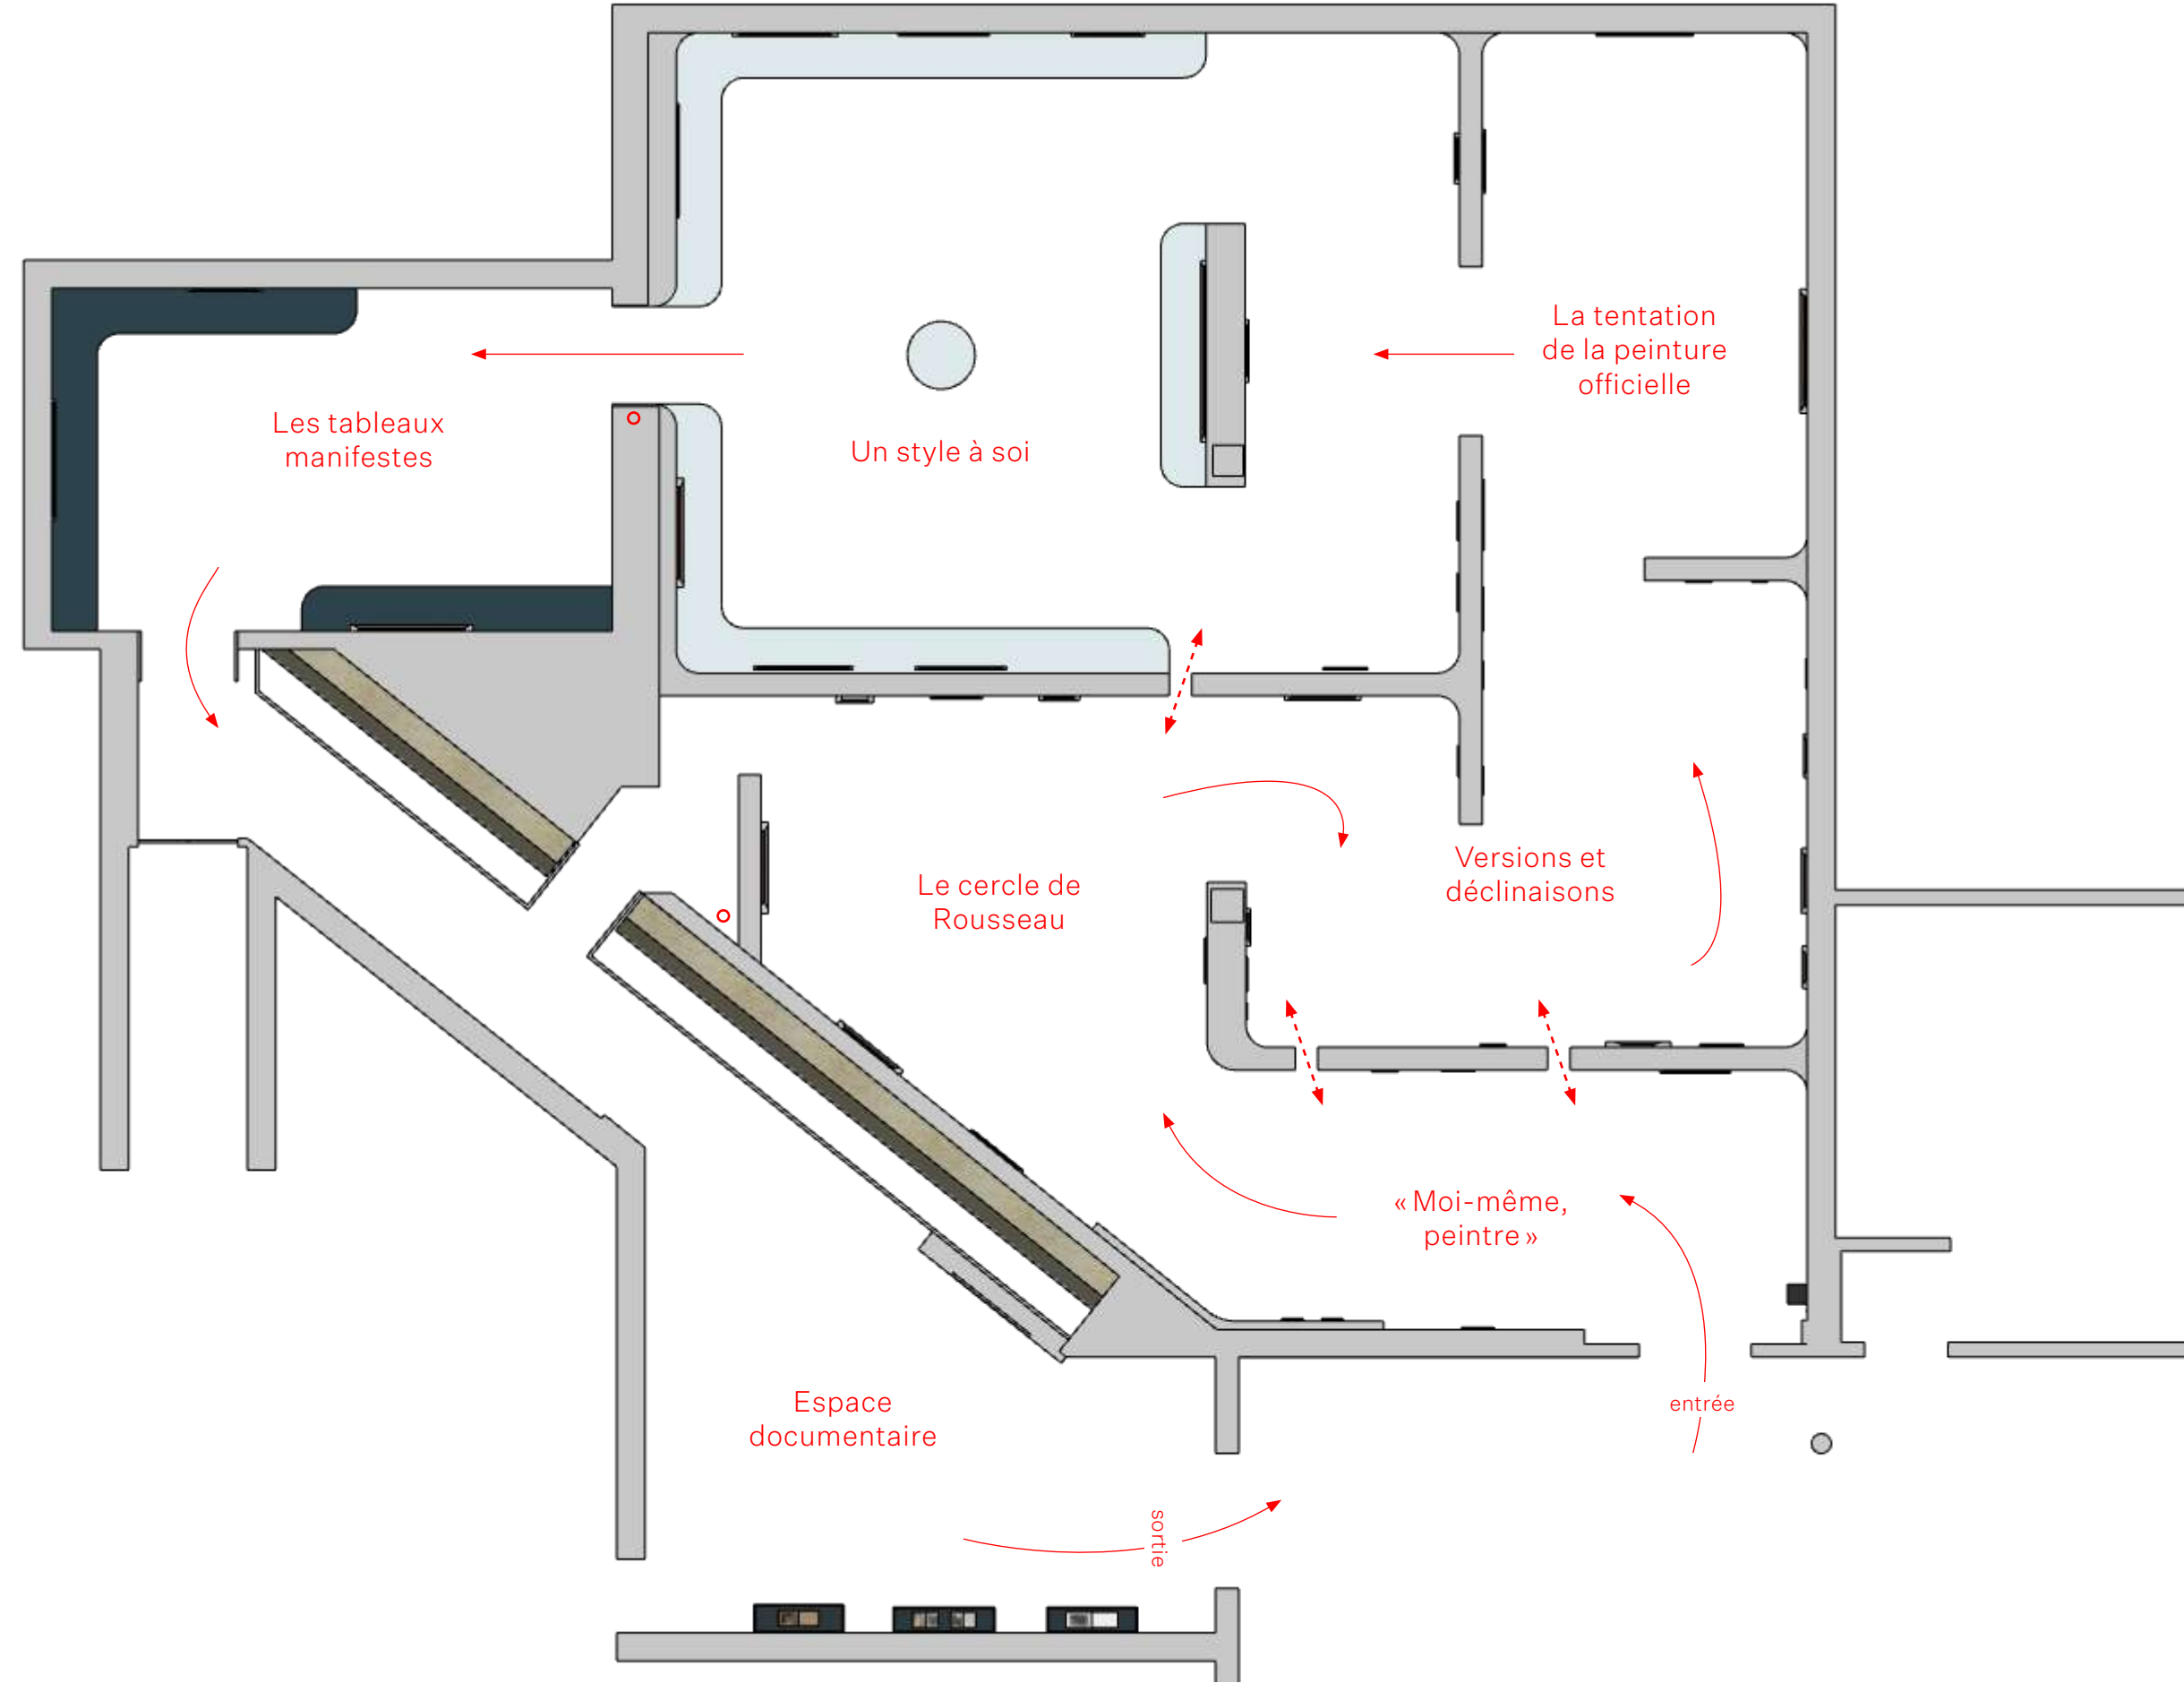 La tentation
de la peinture
officielle
Les tableaux
manifestes
Un style à soi
Versions et
déclinaisons
Le cercle de
Rousseau
« Moi-même,
peintre »
Espace
documentaire
entrée
sortie